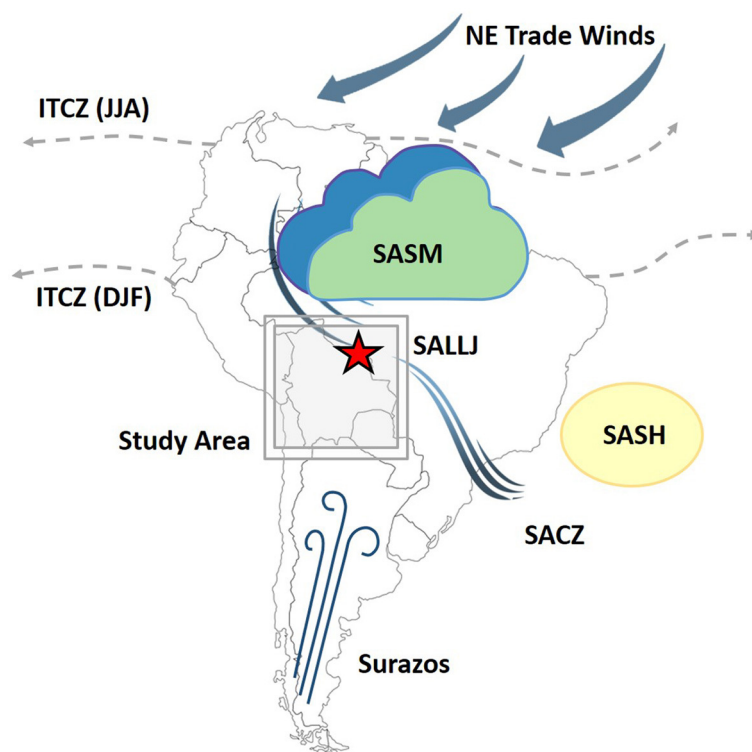 NE Trade Winds
ITCZ (JJA)
SASM
ITCZ (DJF)
SALLJ
Study Area
SASH
SACZ
Surazos